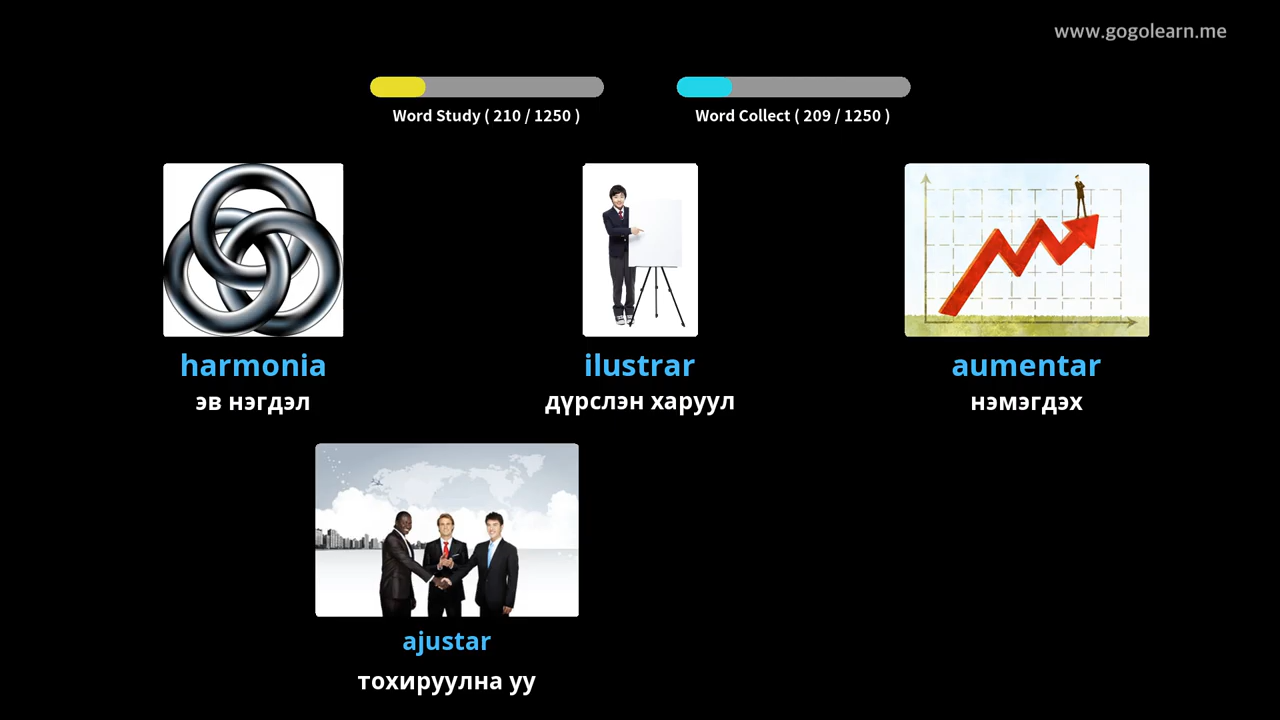 www.gogolearn.me
Word Study ( 210 / 1250 )
Word Collect ( 209 / 1250 )
harmonia
эв нэгдэл
ilustrar
дүрслэн харуул
aumentar
нэмэгдэх
ajustar
тохируулна уу